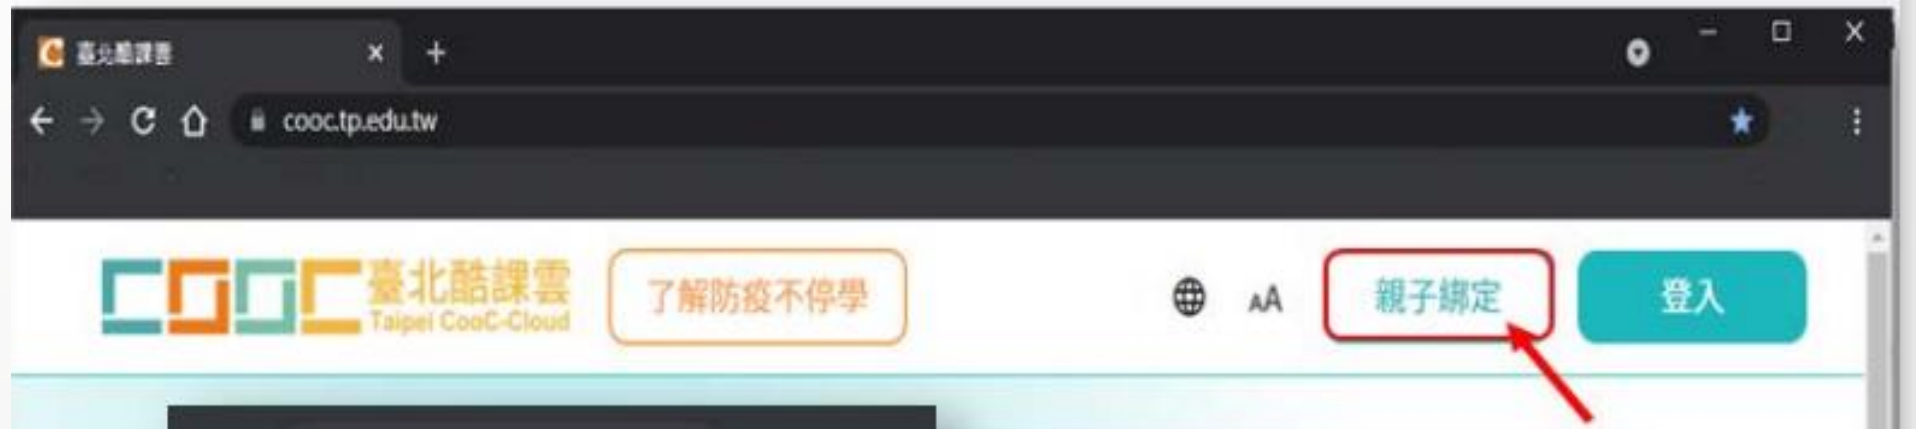 臺北酷課雲
cooc.tp.edu.tw
COOC 臺北酷課雲
Taipei CooC-Cloud
了解防疫不停學
AA
親子綁定
登入